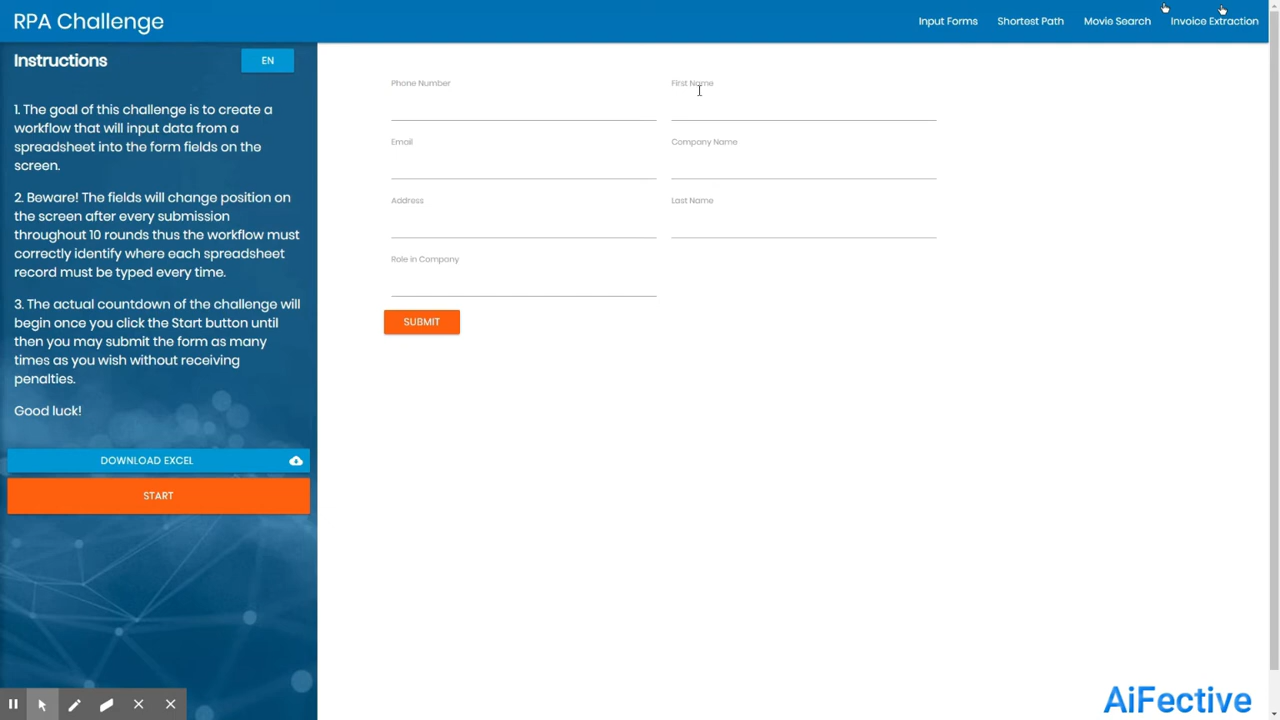 RPA Challenge
Input Forms
Shortest Path
Movie Search
Invoice Extraction
Instructions
EN
1. The goal of this challenge is to create a
workflow that will input data from a
spreadsheet into the form fields on the
screen.
2. Beware! The fields will change position on
the screen after every submission
throughout 10 rounds thus the workflow must
correctly identify where each spreadsheet
record must be typed every time.
3. The actual countdown of the challenge will
begin once you click the Start button until
then you may submit the form as many
times as you wish without receiving
penalties.
Good luck!
DOWNLOAD EXCEL
START
Phone Number
First Name
Email
Company Name
Address
Last Name
Role in Company
SUBMIT
AiFective